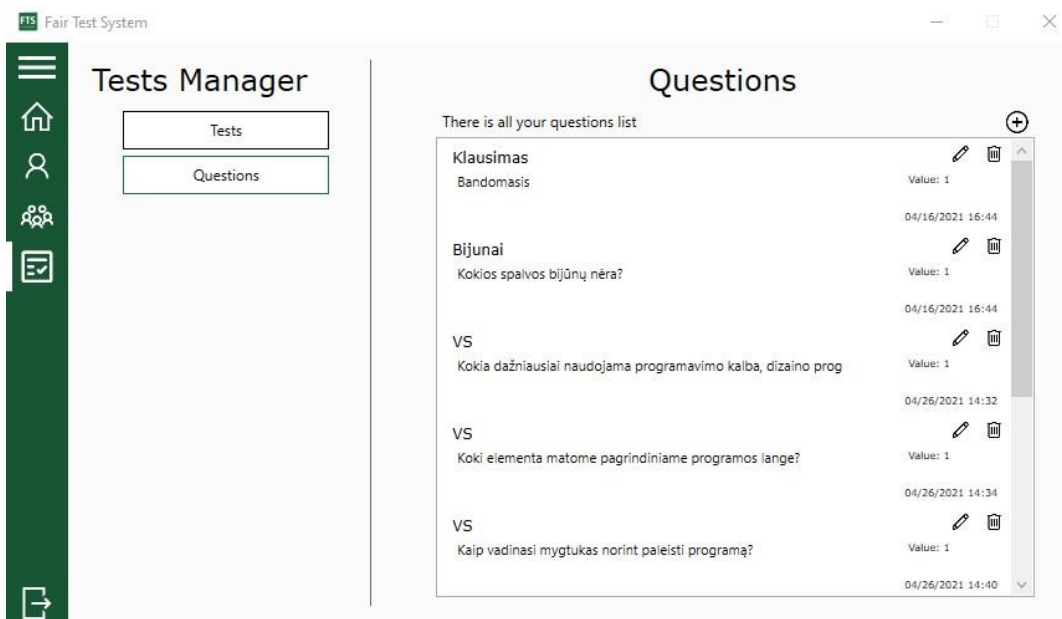 FTS Fair Test System
Tests Manager
Tests
Questions
Questions
There is all your questions list
Klausimas
Bandomasis
Value: 1
04/16/2021 16:44
Bijunai
Kokios spalvos bijūnų nėra?
Value: 1
04/16/2021 16:44
VS
Kokia dažniausiai naudojama programavimo kalba, dizaino prog
Value: 1
04/26/2021 14:32
VS
Koki elementa matome pagrindiniame programos lange?
Value: 1
04/26/2021 14:34
VS
Kaip vadinasi mygtukas norint paleisti programą?
Value: 1
04/26/2021 14:40